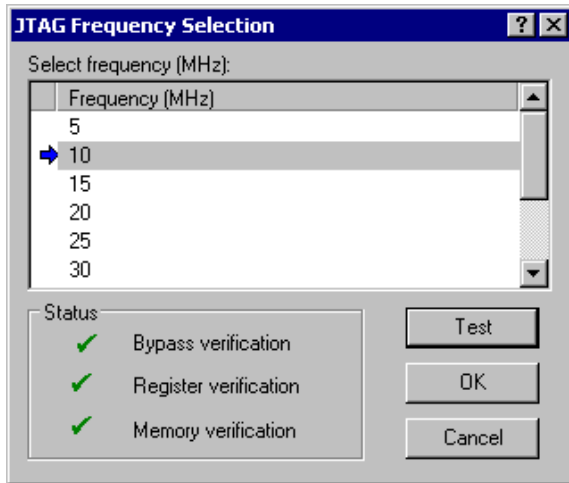 JTAG Frequency Selection
Select frequency (MHz):
Frequency (MHz)
5
10
15
20
25
30
Status
Bypass verification
Register verification
Memory verification
Test
OK
Cancel